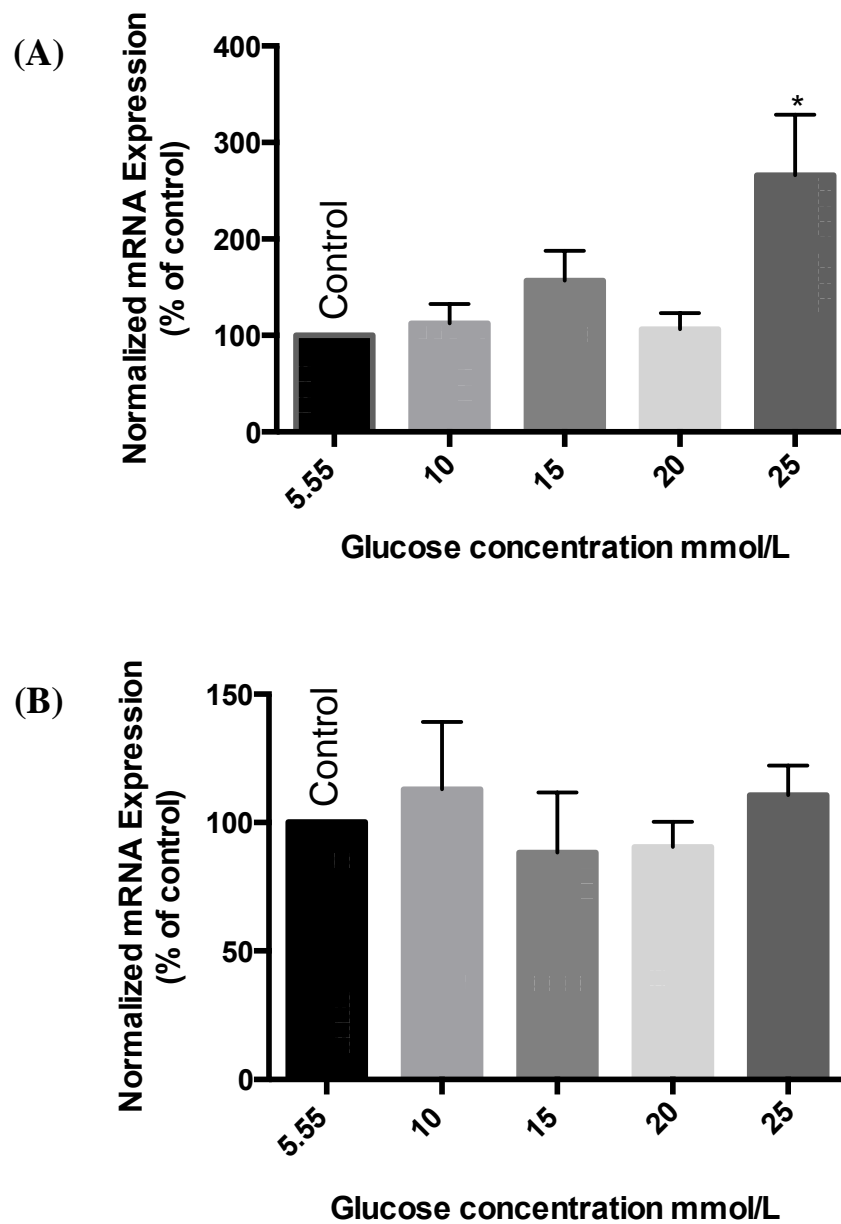 (A)
Normalized mRNA Expression
(% of control)
400
300
200
100
0
Control
*
5.55
10
15
20
25
Glucose concentration mmol/L
(B)
Normalized mRNA Expression
(% of control)
150
100
50
0
Control
5.55
10
15
20
25
Glucose concentration mmol/L